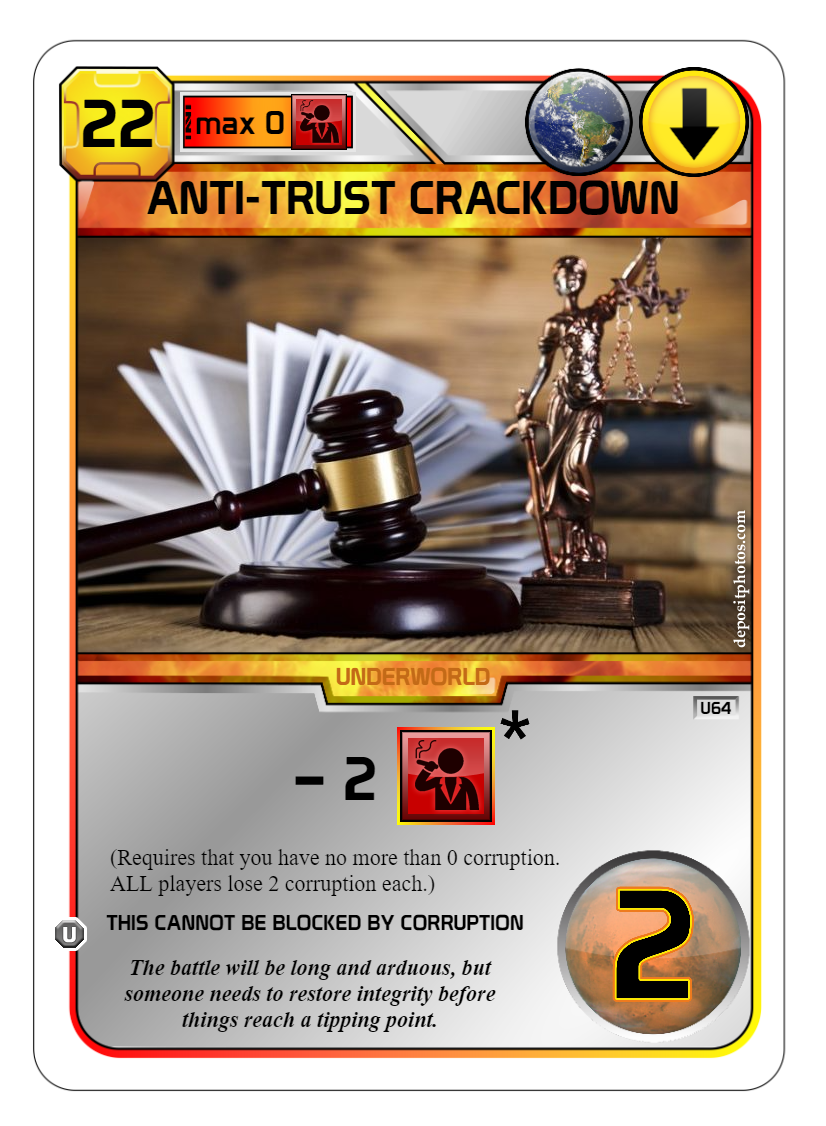 22
max 0
ANTI-TRUST CRACKDOWN
depositphotos.com
UNDERWORLD
U64
- 2 *
(Requires that you have no more than 0 corruption.
ALL players lose 2 corruption each.)
THIS CANNOT BE BLOCKED BY CORRUPTION
U
The battle will be long and arduous, but
someone needs to restore integrity before
things reach a tipping point.
2